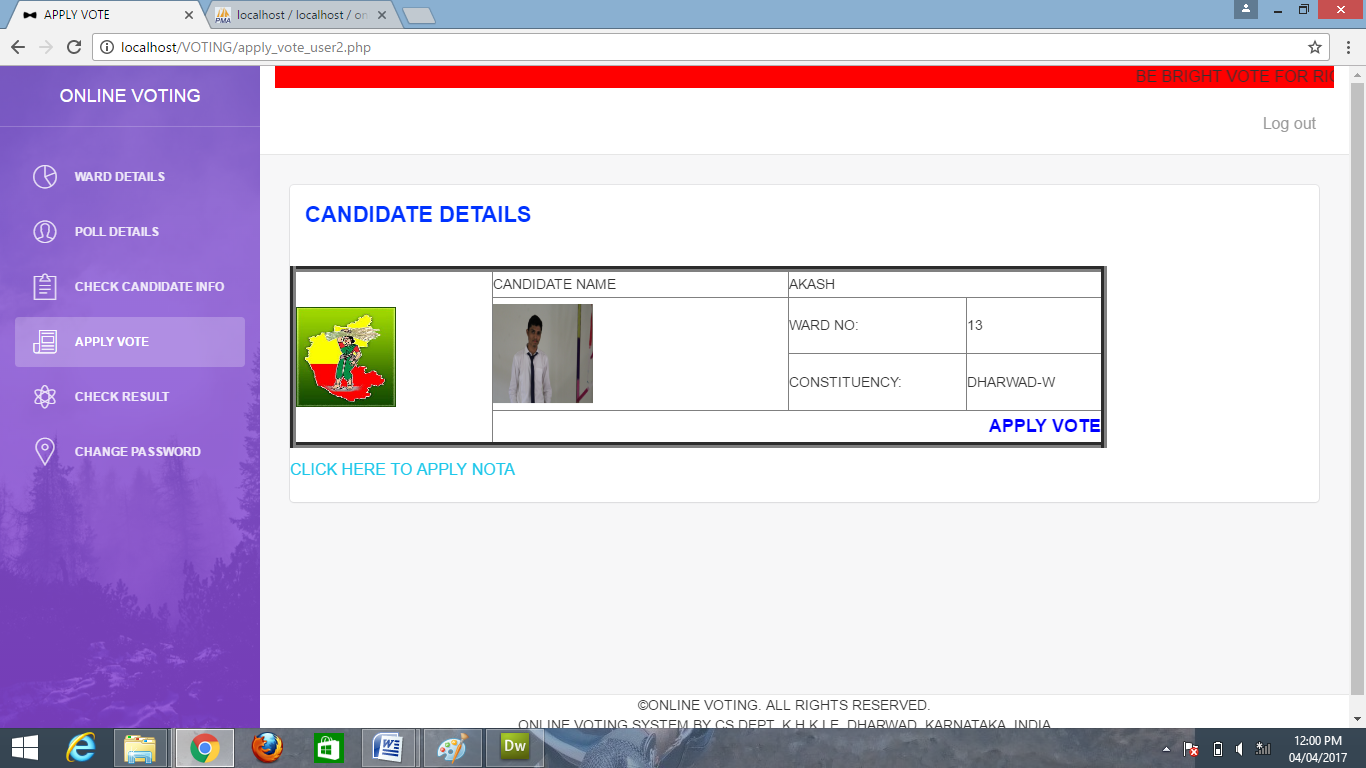 APPLY VOTE
localhost / localhost / on
localhost/VOTING/apply_vote_user2.php
ONLINE VOTING
BE BRIGHT VOTE FOR RIG
Log out
WARD DETAILS
POLL DETAILS
CHECK CANDIDATE INFO
APPLY VOTE
CHECK RESULT
CHANGE PASSWORD
CANDIDATE DETAILS
CANDIDATE NAME AKASH
WARD NO: 13
CONSTITUENCY: DHARWAD-W
APPLY VOTE
CLICK HERE TO APPLY NOTA
©ONLINE VOTING. ALL RIGHTS RESERVED.
ONLINE VOTING SYSTEM BY CS DEPT, K.H.K.I.E, DHARWAD, KARNATAKA, INDIA
Dw
12:00 PM
04/04/2017